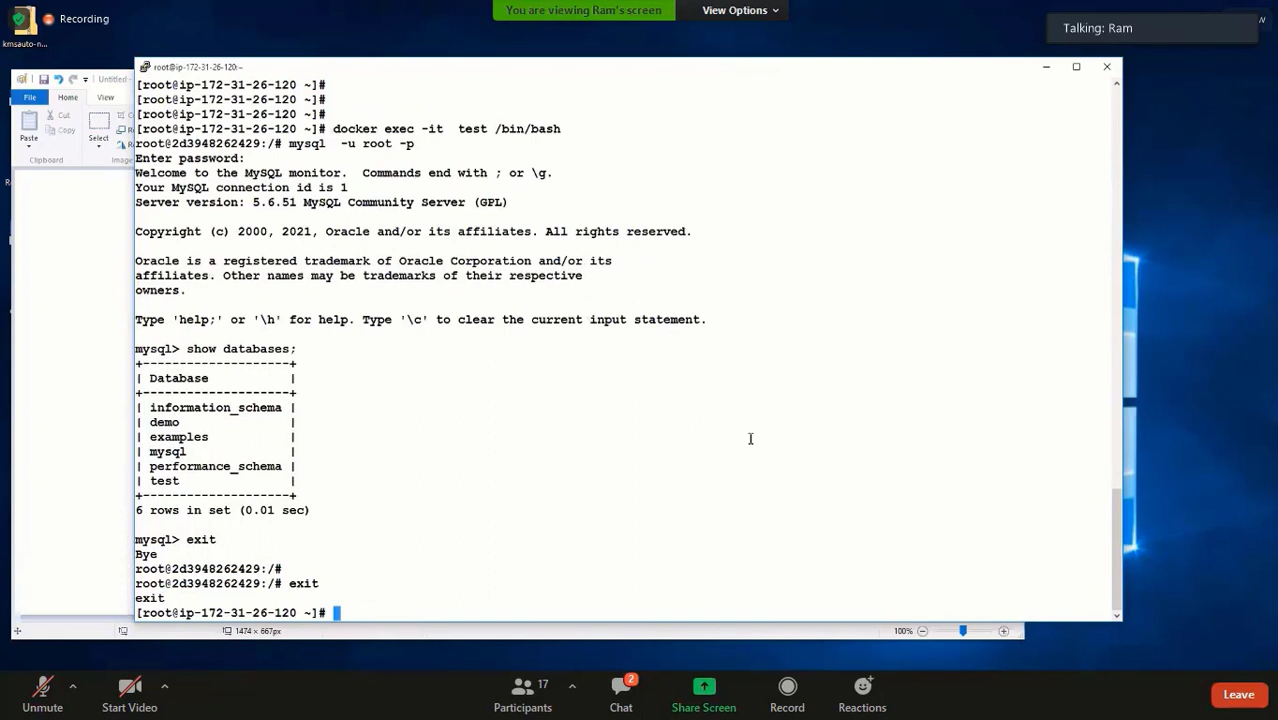 Recording
You are viewing Ram's screen
View Options
Talking: Ram
kmsauto-n...
Untitled-
File
Home
View
Paste
Cut
Copy
Clipboard
Select
root@ip-172-31-26-120:~
[root@ip-172-31-26-120 ~]#
[root@ip-172-31-26-120 ~]#
[root@ip-172-31-26-120 ~]#
[root@ip-172-31-26-120 ~]# docker exec -it  test /bin/bash
root@2d3948262429:/# mysql  -u root -p
Enter password:
Welcome to the MySQL monitor.  Commands end with ; or \g.
Your MySQL connection id is 1
Server version: 5.6.51 MySQL Community Server (GPL)
Copyright (c) 2000, 2021, Oracle and/or its affiliates. All rights reserved.
Oracle is a registered trademark of Oracle Corporation and/or its
affiliates. Other names may be trademarks of their respective
owners.
Type 'help;' or '\h' for help. Type '\c' to clear the current input statement.
mysql> show databases;
+--------------------+
| Database           |
+--------------------+
| information_schema |
| demo               |
| examples           |
| mysql              |
| performance_schema |
| test               |
+--------------------+
6 rows in set (0.01 sec)
mysql> exit
Bye
root@2d3948262429:/#
root@2d3948262429:/# exit
exit
[root@ip-172-31-26-120 ~]#
1474 × 667px
100%
Unmute
Start Video
17
Participants
2
Chat
Share Screen
Record
Reactions
Leave